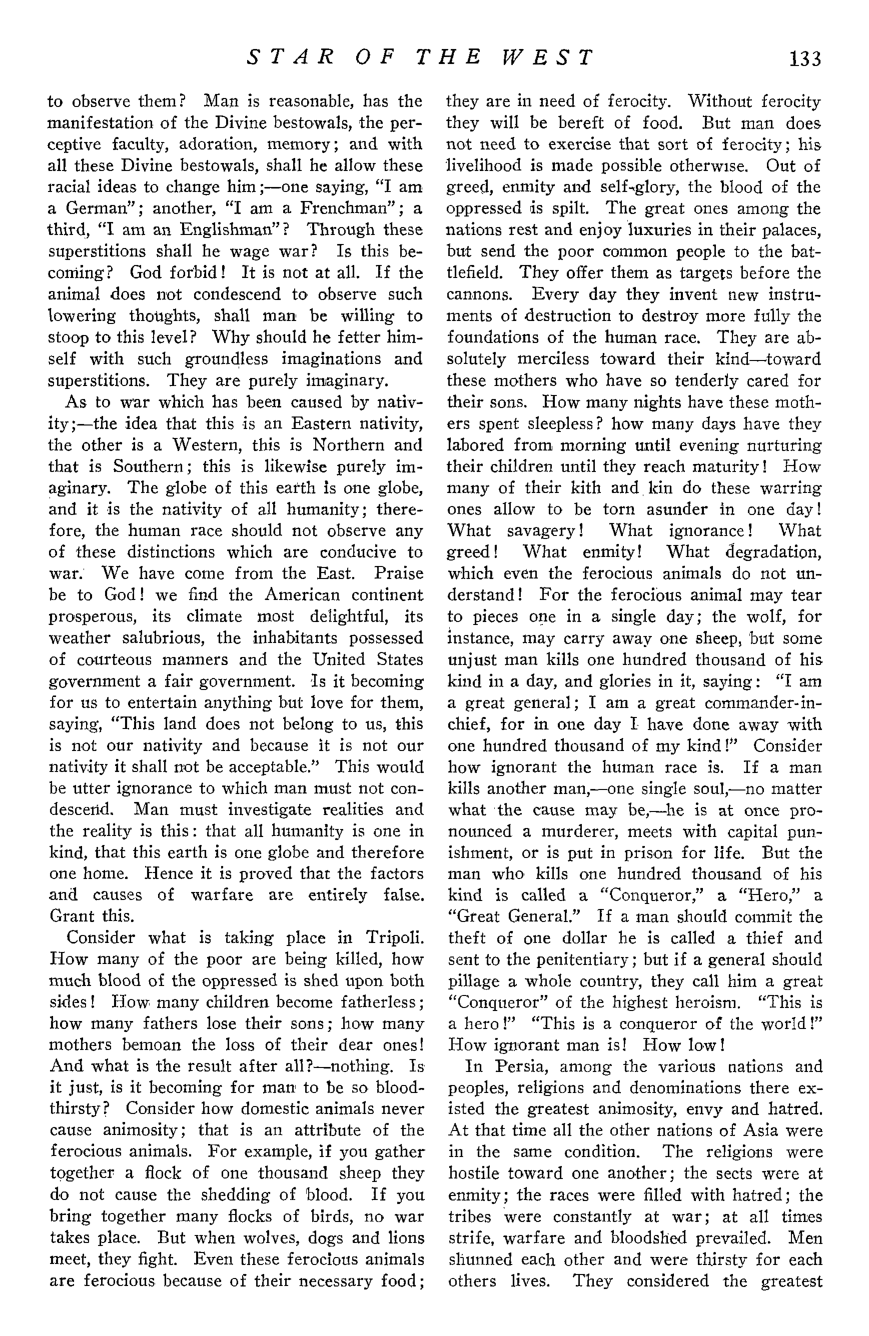 STAR OF THE WEST 133
to observe them? Man is reasonable, has the
manifestation of the Divine bestowals, the per-
ceptive faculty, adoration, memory; and with
all these Divine bestowals, shall he allow these
racial ideas to change him;—one saying, “I am
a German”; another, “I am a Frenchman”; a
third, “I am an Englishman”? Through these
superstitions shall he wage war? Is this be-
coming? God forbid! It is not at all. If the
animal does not condescend to observe such
lowering thoughts, shall man be willing to
stoop to this level? Why should he fetter him-
self with such groundless imaginations and
superstitions. They are purely imaginary.
As to war which has been caused by nativ-
ity;—the idea that this is an Eastern nativity,
the other is a Western, this is Northern and
that is Southern; this is likewise purely im-
aginary. The globe of this earth is one globe,
and it is the nativity of all humanity; there-
fore, the human race should not observe any
of these distinctions which are conducive to
war. We have come from the East. Praise
be to God! we find the American continent
prosperous, its climate most delightful, its
weather salubrious, the inhabitants possessed
of courteous manners and the United States
government a fair government. Is it becoming
for us to entertain anything but love for them,
saying, “This land does not belong to us, this
is not our nativity and because it is not our
nativity it shall not be acceptable.” This would
be utter ignorance to which man must not con-
descend. Man must investigate realities and
the reality is this: that all humanity is one in
kind, that this earth is one globe and therefore
one home. Hence it is proved that the factors
and causes of warfare are entirely false.
Grant this.
Consider what is taking place in Tripoli.
How many of the poor are being killed, how
much blood of the oppressed is shed upon both
sides! How many children become fatherless;
how many fathers lose their sons; how many
mothers bemoan the loss of their dear ones!
And what is the result after all?—nothing. Is
it just, is it becoming for man to be so blood-
thirsty? Consider how domestic animals never
cause animosity; that is an attribute of the
ferocious animals. For example, if you gather
together a flock of one thousand sheep they
do not cause the shedding of blood. If you
bring together many flocks of birds, no war
takes place. But when wolves, dogs and lions
meet, they fight. Even these ferocious animals
are ferocious because of their necessary food;
they are in need of ferocity. Without ferocity
they will be bereft of food. But man does
not need to exercise that sort of ferocity; his
livelihood is made possible otherwise. Out of
greed, enmity and self-glory, the blood of the
oppressed is spilt. The great ones among the
nations rest and enjoy luxuries in their palaces,
but send the poor common people to the bat-
tlefield. They offer them as targets before the
cannons. Every day they invent new instru-
ments of destruction to destroy more fully the
foundations of the human race. They are ab-
solutely merciless toward their kind—toward
these mothers who have so tenderly cared for
their sons. How many nights have these moth-
ers spent sleepless? how many days have they
labored from morning until evening nurturing
their children until they reach maturity! How
many of their kith and kin do these warring
ones allow to be torn asunder in one day!
What savagery! What ignorance! What
greed! What enmity! What degradation,
which even the ferocious animals do not un-
derstand! For the ferocious animal may tear
to pieces one in a single day; the wolf, for
instance, may carry away one sheep, but some
unjust man kills one hundred thousand of his
kind in a day, and glories in it, saying: “I am
a great general; I am a great commander-in-
chief, for in one day I have done away with
one hundred thousand of my kind!” Consider
how ignorant the human race is. If a man
kills another man,—one single soul,—no matter
what the cause may be,—he is at once pro-
nounced a murderer, meets with capital pun-
ishment, or is put in prison for life. But the
man who kills one hundred thousand of his
kind is called a “Conqueror,” a “Hero,” a
“Great General.” If a man should commit the
theft of one dollar he is called a thief and
sent to the penitentiary; but if a general should
pillage a whole country, they call him a great
“Conqueror” of the highest heroism. “This is
a hero!” “This is a conqueror of the world!”
How ignorant man is! How low!
In Persia, among the various nations and
peoples, religions and denominations there ex-
isted the greatest animosity, envy and hatred.
At that time all the other nations of Asia were
in the same condition. The religions were
hostile toward one another; the sects were at
enmity; the races were filled with hatred; the
tribes were constantly at war; at all times
strife, warfare and bloodshed prevailed. Men
shunned each other and were thirsty for each
others lives. They considered the greatest